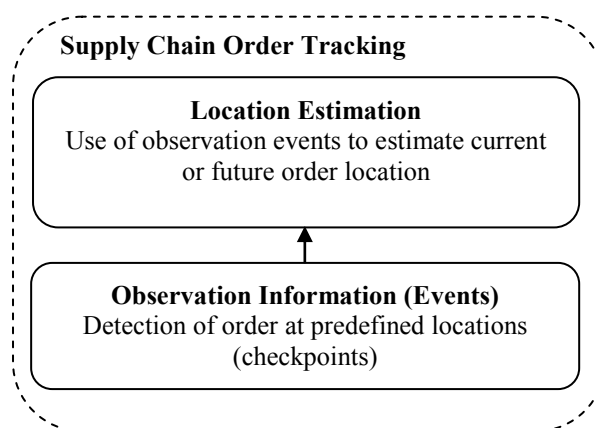 Supply Chain Order Tracking
Location Estimation
Use of observation events to estimate current
or future order location
Observation Information (Events)
Detection of order at predefined locations
(checkpoints)